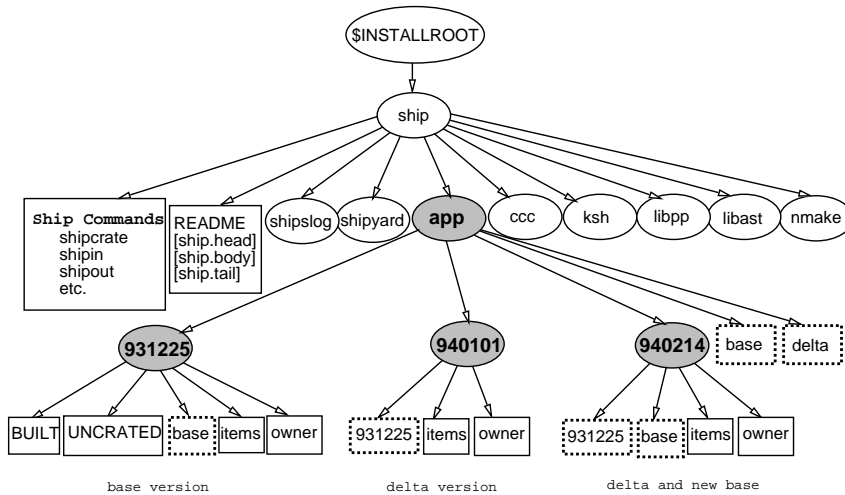 $INSTALLROOT
ship
Ship Commands
shipcrate
shipin
shipout
etc.
README
[ship.head]
[ship.body]
[ship.tail]
shipslog
shipyard
app
ccc
ksh
libpp
libast
nmake
931225
940101
940214
base
delta
BUILT
UNCRATED
base
items
owner
931225
items
owner
931225
base
items
owner
base version
delta version
delta and new base